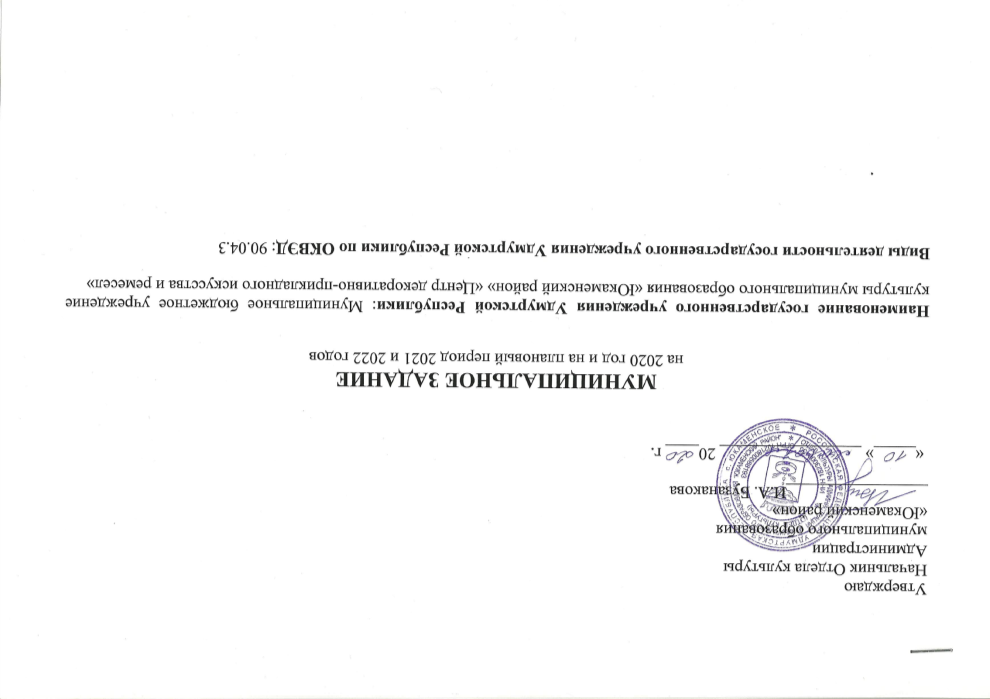 Утверждаю
Начальник Отдела культуры
Администрации
муниципального образования
«Юкаменский район»
И.А. Бузанакова
« 10 » 20 20 г.
МУНИЦИПАЛЬНОЕ ЗАДАНИЕ
на 2020 год и на плановый период 2021 и 2022 годов
Наименование государственного учреждения Удмуртской Республики: Муниципальное бюджетное учреждение
культуры муниципального образования «Юкаменский район» «Центр декоративно-прикладного искусства и ремесел»
Виды деятельности государственного учреждения Удмуртской Республики по ОКВЭД: 90.04.3